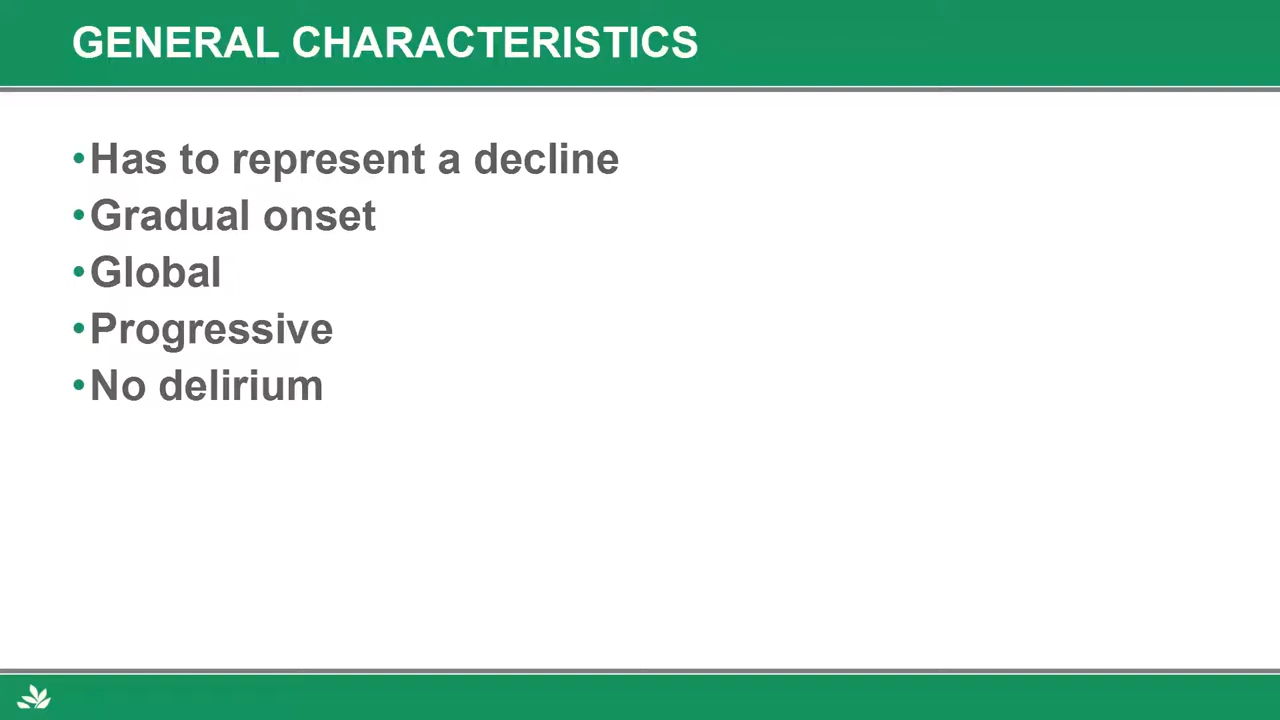 GENERAL CHARACTERISTICS
•Has to represent a decline
•Gradual onset
•Global
•Progressive
•No delirium